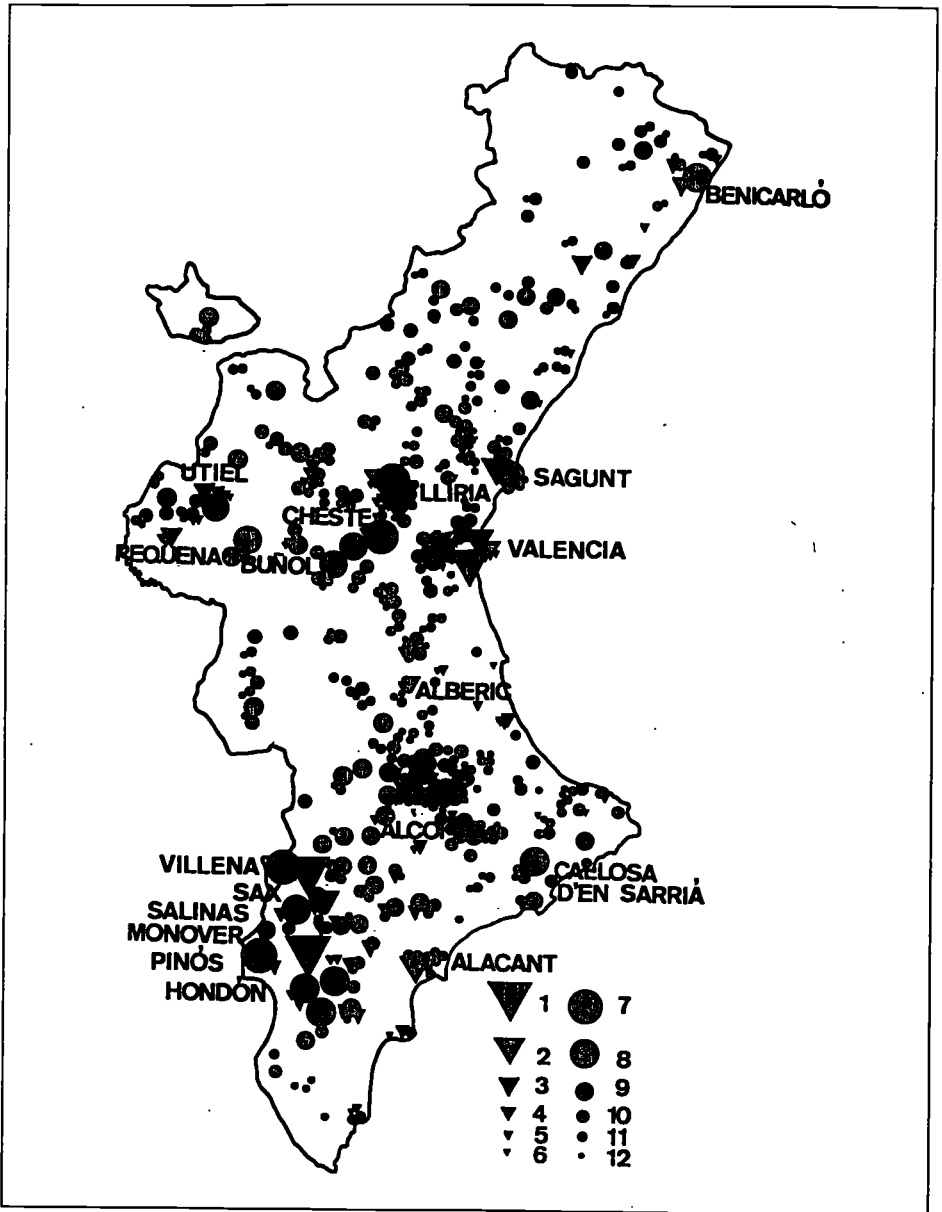 BENICARLÓ
UTIEL
SAGUNT
LLIRIA
CHESTE
VALENCIA
REQUENA
BUÑOL
ALBERIC
ALCOI
VILLENA
CALLOSA
D'EN SARRIÁ
SAX
SALINAS
MONOVER
PINÓS
ALACANT
HONDÓN
1 7
2 8
3 9
4 10
5 11
6 12